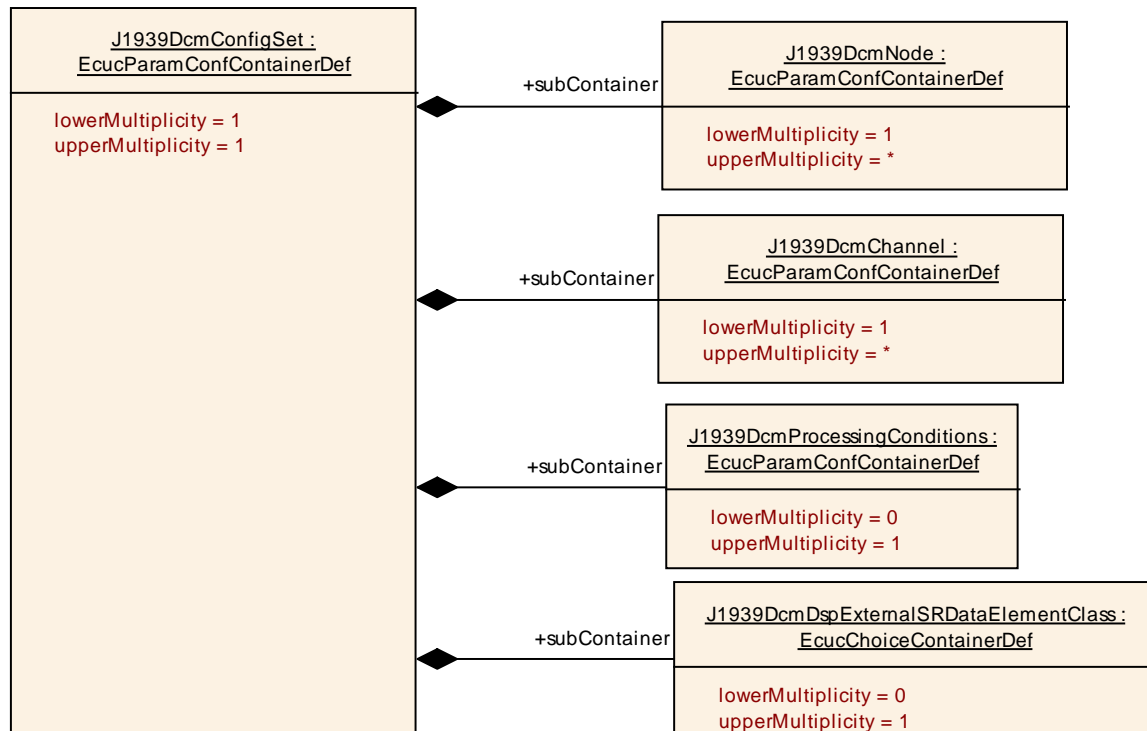 J1939DcmConfigSet :
EcucParamConfContainerDef
lowerMultiplicity = 1
upperMultiplicity = 1
+subContainer
J1939DcmNode :
EcucParamConfContainerDef
lowerMultiplicity = 1
upperMultiplicity = *
+subContainer
J1939DcmChannel :
EcucParamConfContainerDef
lowerMultiplicity = 1
upperMultiplicity = *
+subContainer
J1939DcmProcessingConditions :
EcucParamConfContainerDef
lowerMultiplicity = 0
upperMultiplicity = 1
+subContainer
J1939DcmDspExternalSRDataElementClass :
EcucChoiceContainerDef
lowerMultiplicity = 0
upperMultiplicity = 1